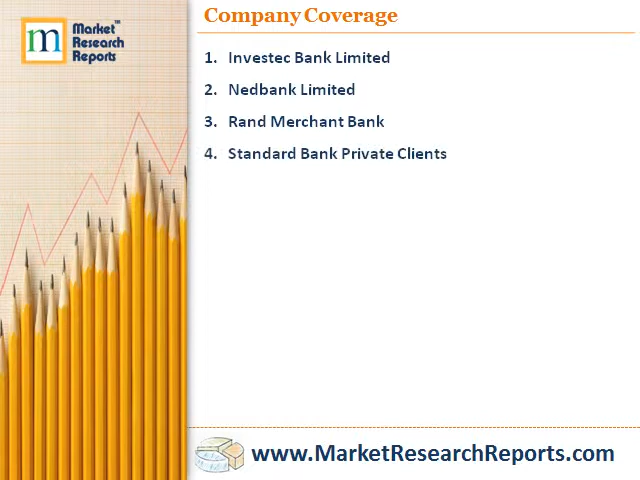 m
Market
Research
Reports
™
Company Coverage
1. Investec Bank Limited
2. Nedbank Limited
3. Rand Merchant Bank
4. Standard Bank Private Clients
www.MarketResearchReports.com